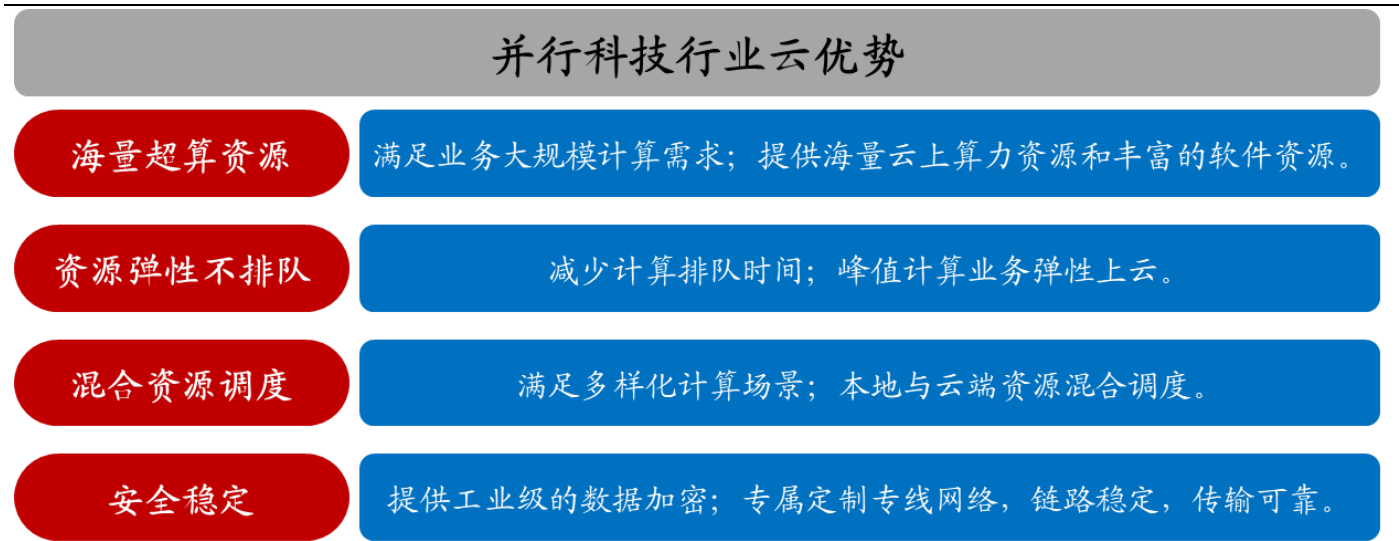 并行科技行业云优势
海量超算资源
满足业务大规模计算需求；提供海量云上算力资源和丰富的软件资源。
资源弹性不排队
减少计算排队时间；峰值计算业务弹性上云。
混合资源调度
满足多样化计算场景；本地与云端资源混合调度。
安全稳定
提供工业级的数据加密；专属定制专线网络，链路稳定，传输可靠。